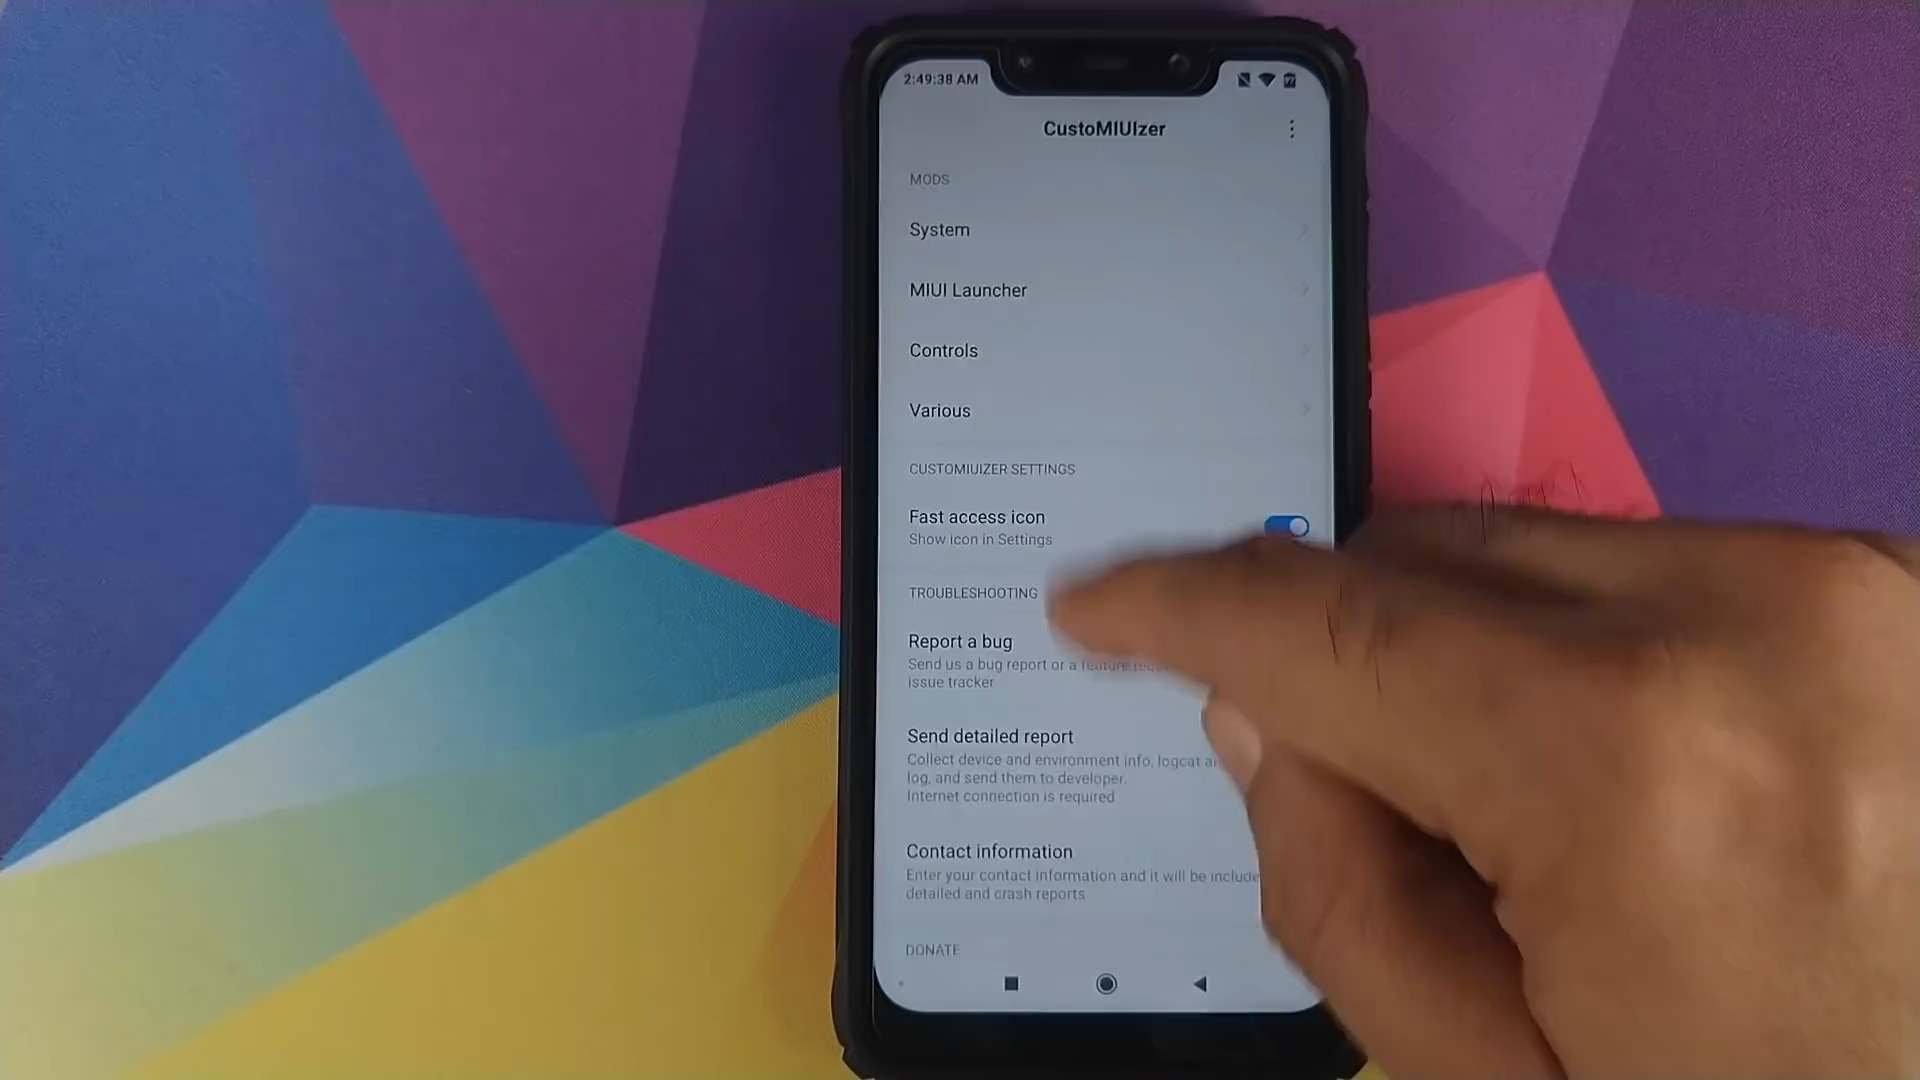 2:49:38 AM
CustoMIUIzer
MODS
System
MIUI Launcher
Controls
Various
CUSTOMIUIZER SETTINGS
Fast access icon
Show icon in Settings
TROUBLESHOOTING
Report a bug
Send us a bug report or a feature
issue tracker
Send detailed report
Collect device and environment info, logcat
log, and send them to developer.
Internet connection is required
Contact information
Enter your contact information and it will be include
detailed and crash reports
DONATE